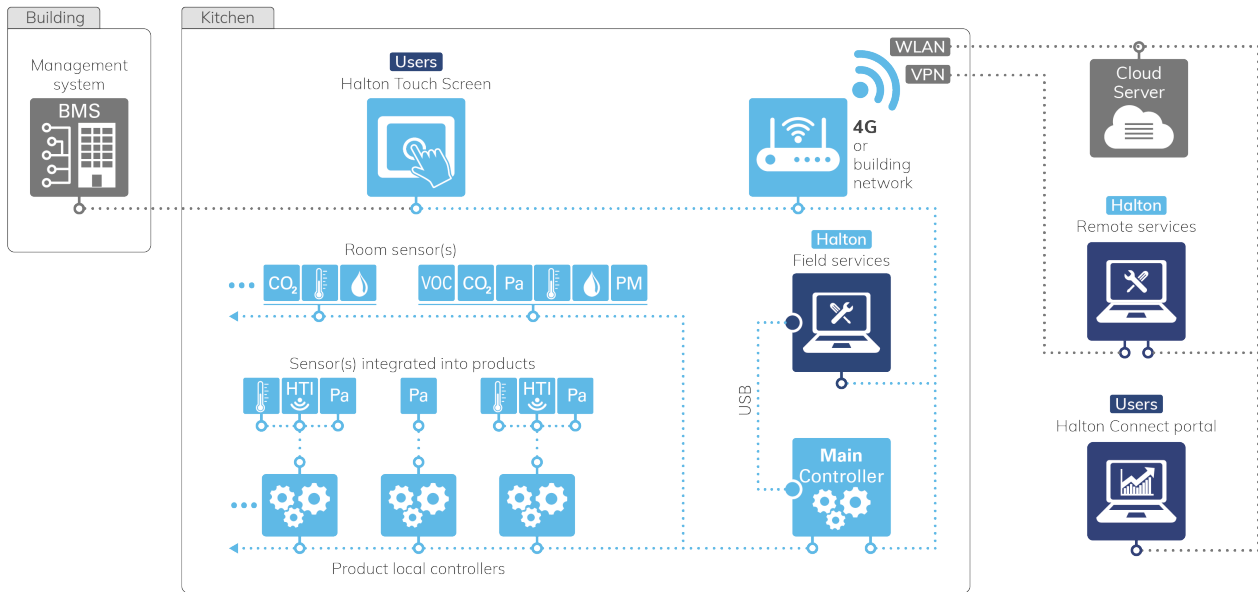 Building
Kitchen
Management
system
BMS
Users
Halton Touch Screen
WLAN
VPN
4G
or
building
network
Cloud
Server
Halton
Remote services
Users
Halton Connect portal
Room sensor(s)
CO₂
VOC CO₂ Pa PM
Halton
Field services
Sensor(s) integrated into products
HTI Pa
Pa
HTI Pa
USB
Main
Controller
Product local controllers